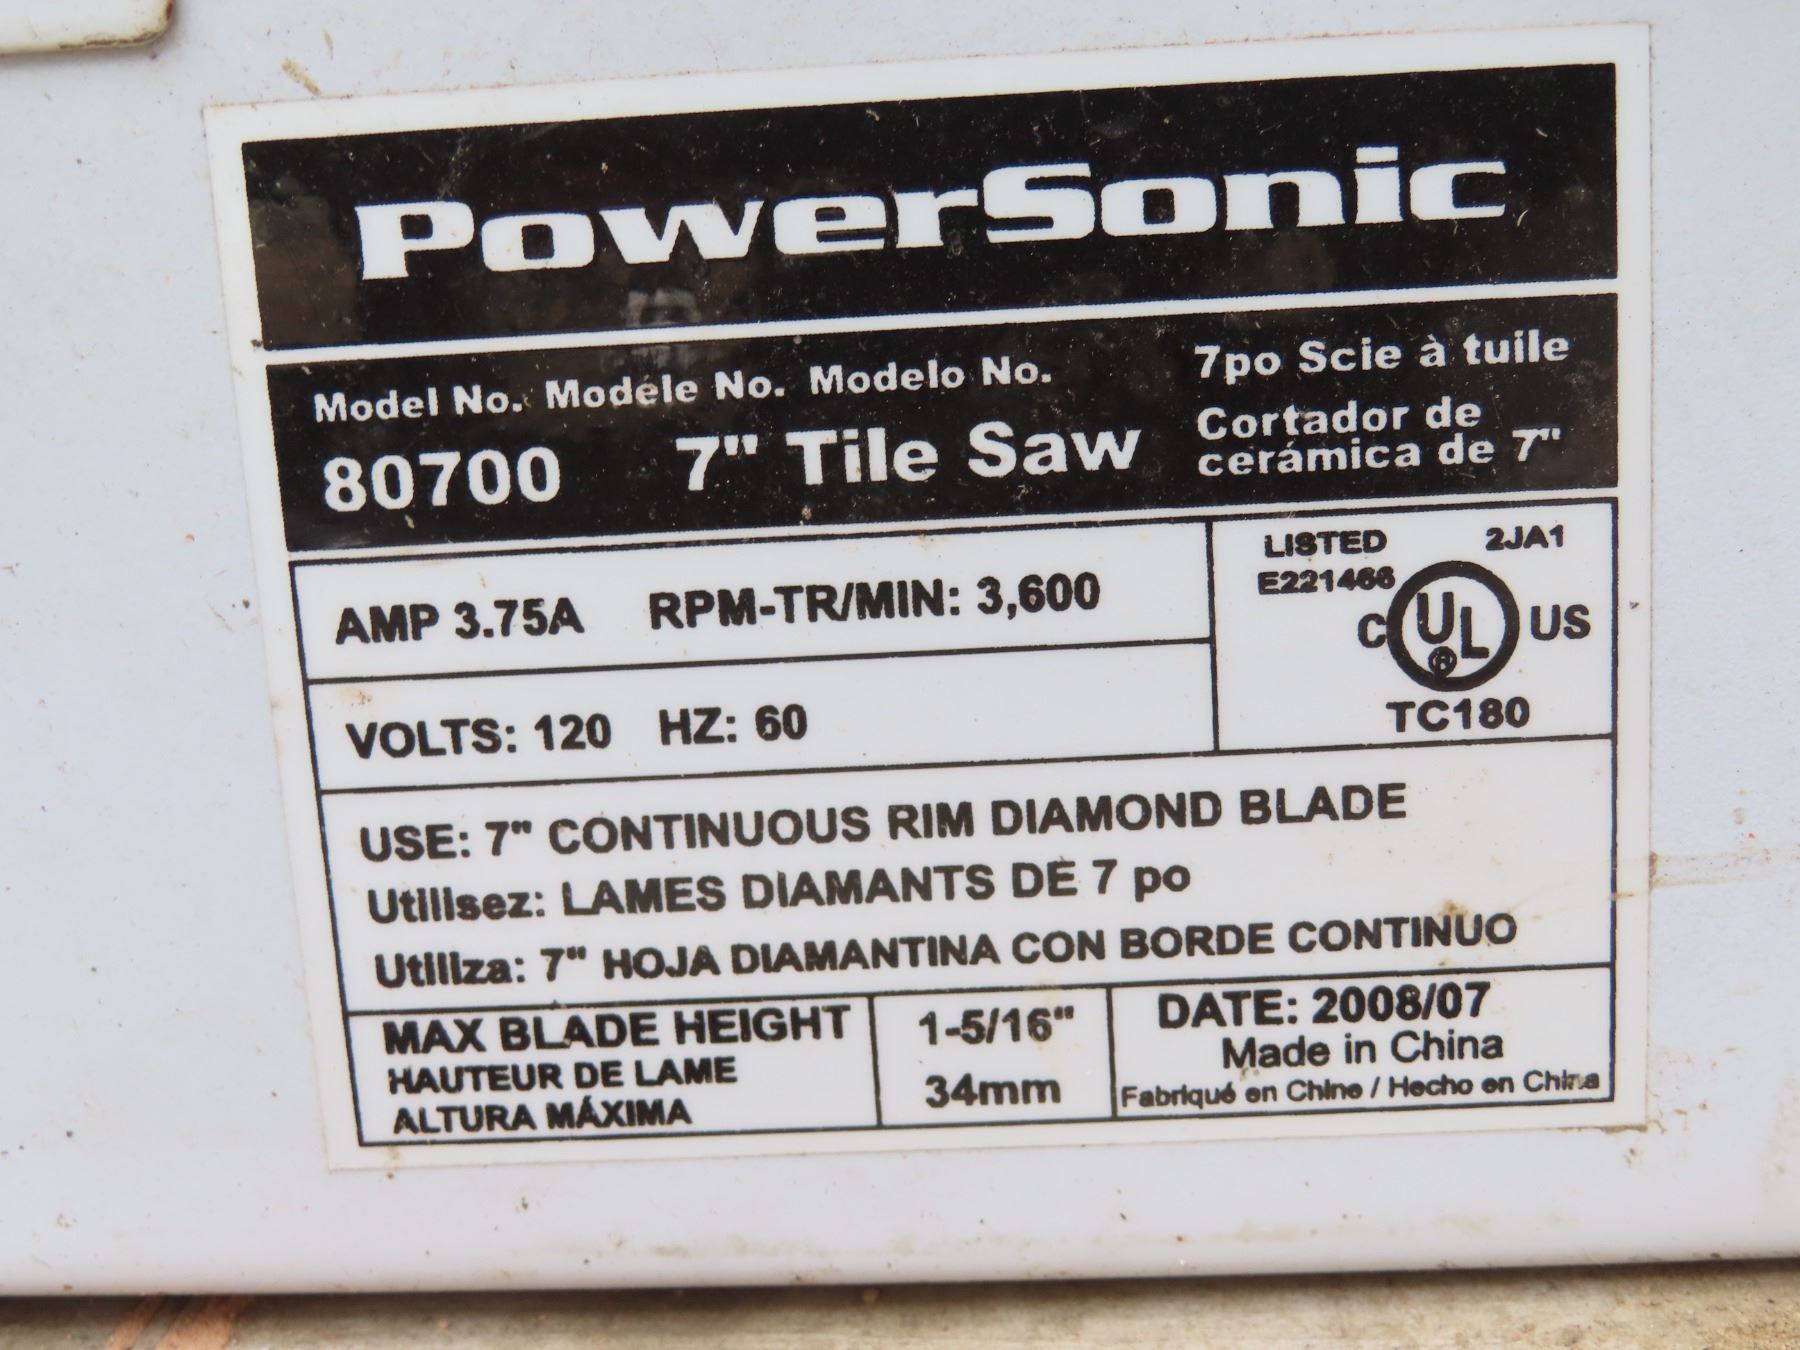 PowerSonic
Model No. Modéle No. Modelo No.
80700 7" Tile Saw
7po Scie à tuile
Cortador de
cerámica de 7"
AMP 3.75A RPM-TR/MIN: 3,600
VOLTS: 120 HZ: 60
LISTED 2JA1
E221466
C UL® US
TC180
USE: 7" CONTINUOUS RIM DIAMOND BLADE
Utilisez: LAMES DIAMANTS DE 7 po
Utiliza: 7" HOJA DIAMANTINA CON BORDE CONTINUO
MAX BLADE HEIGHT
HAUTEUR DE LAME
ALTURA MÁXIMA
1-5/16"
34mm
DATE: 2008/07
Made in China
Fabriqué en Chine / Hecho en China